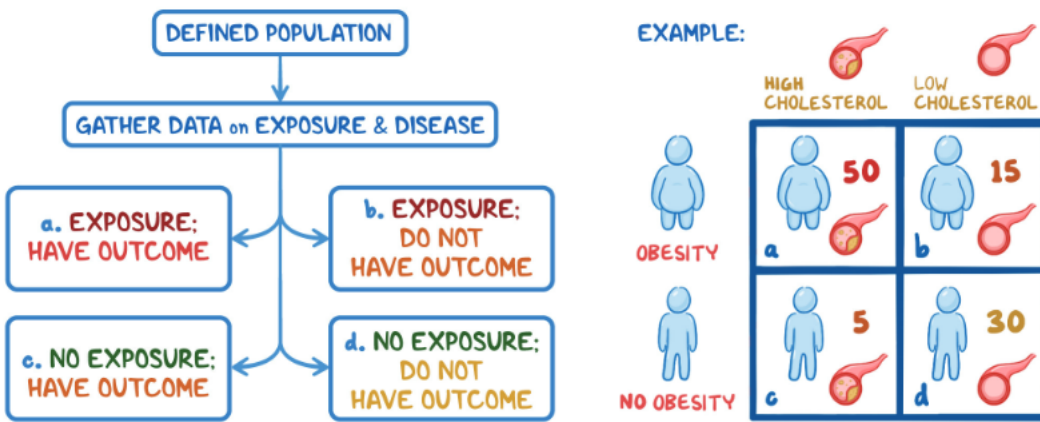 DEFINED POPULATION
GATHER DATA on EXPOSURE & DISEASE
a. EXPOSURE;
HAVE OUTCOME
b. EXPOSURE;
DO NOT
HAVE OUTCOME
c. NO EXPOSURE;
HAVE OUTCOME
d. NO EXPOSURE;
DO NOT
HAVE OUTCOME
EXAMPLE:
HIGH
CHOLESTEROL
LOW
CHOLESTEROL
OBESITY
50
a
15
b
NO OBESITY
5
c
30
d